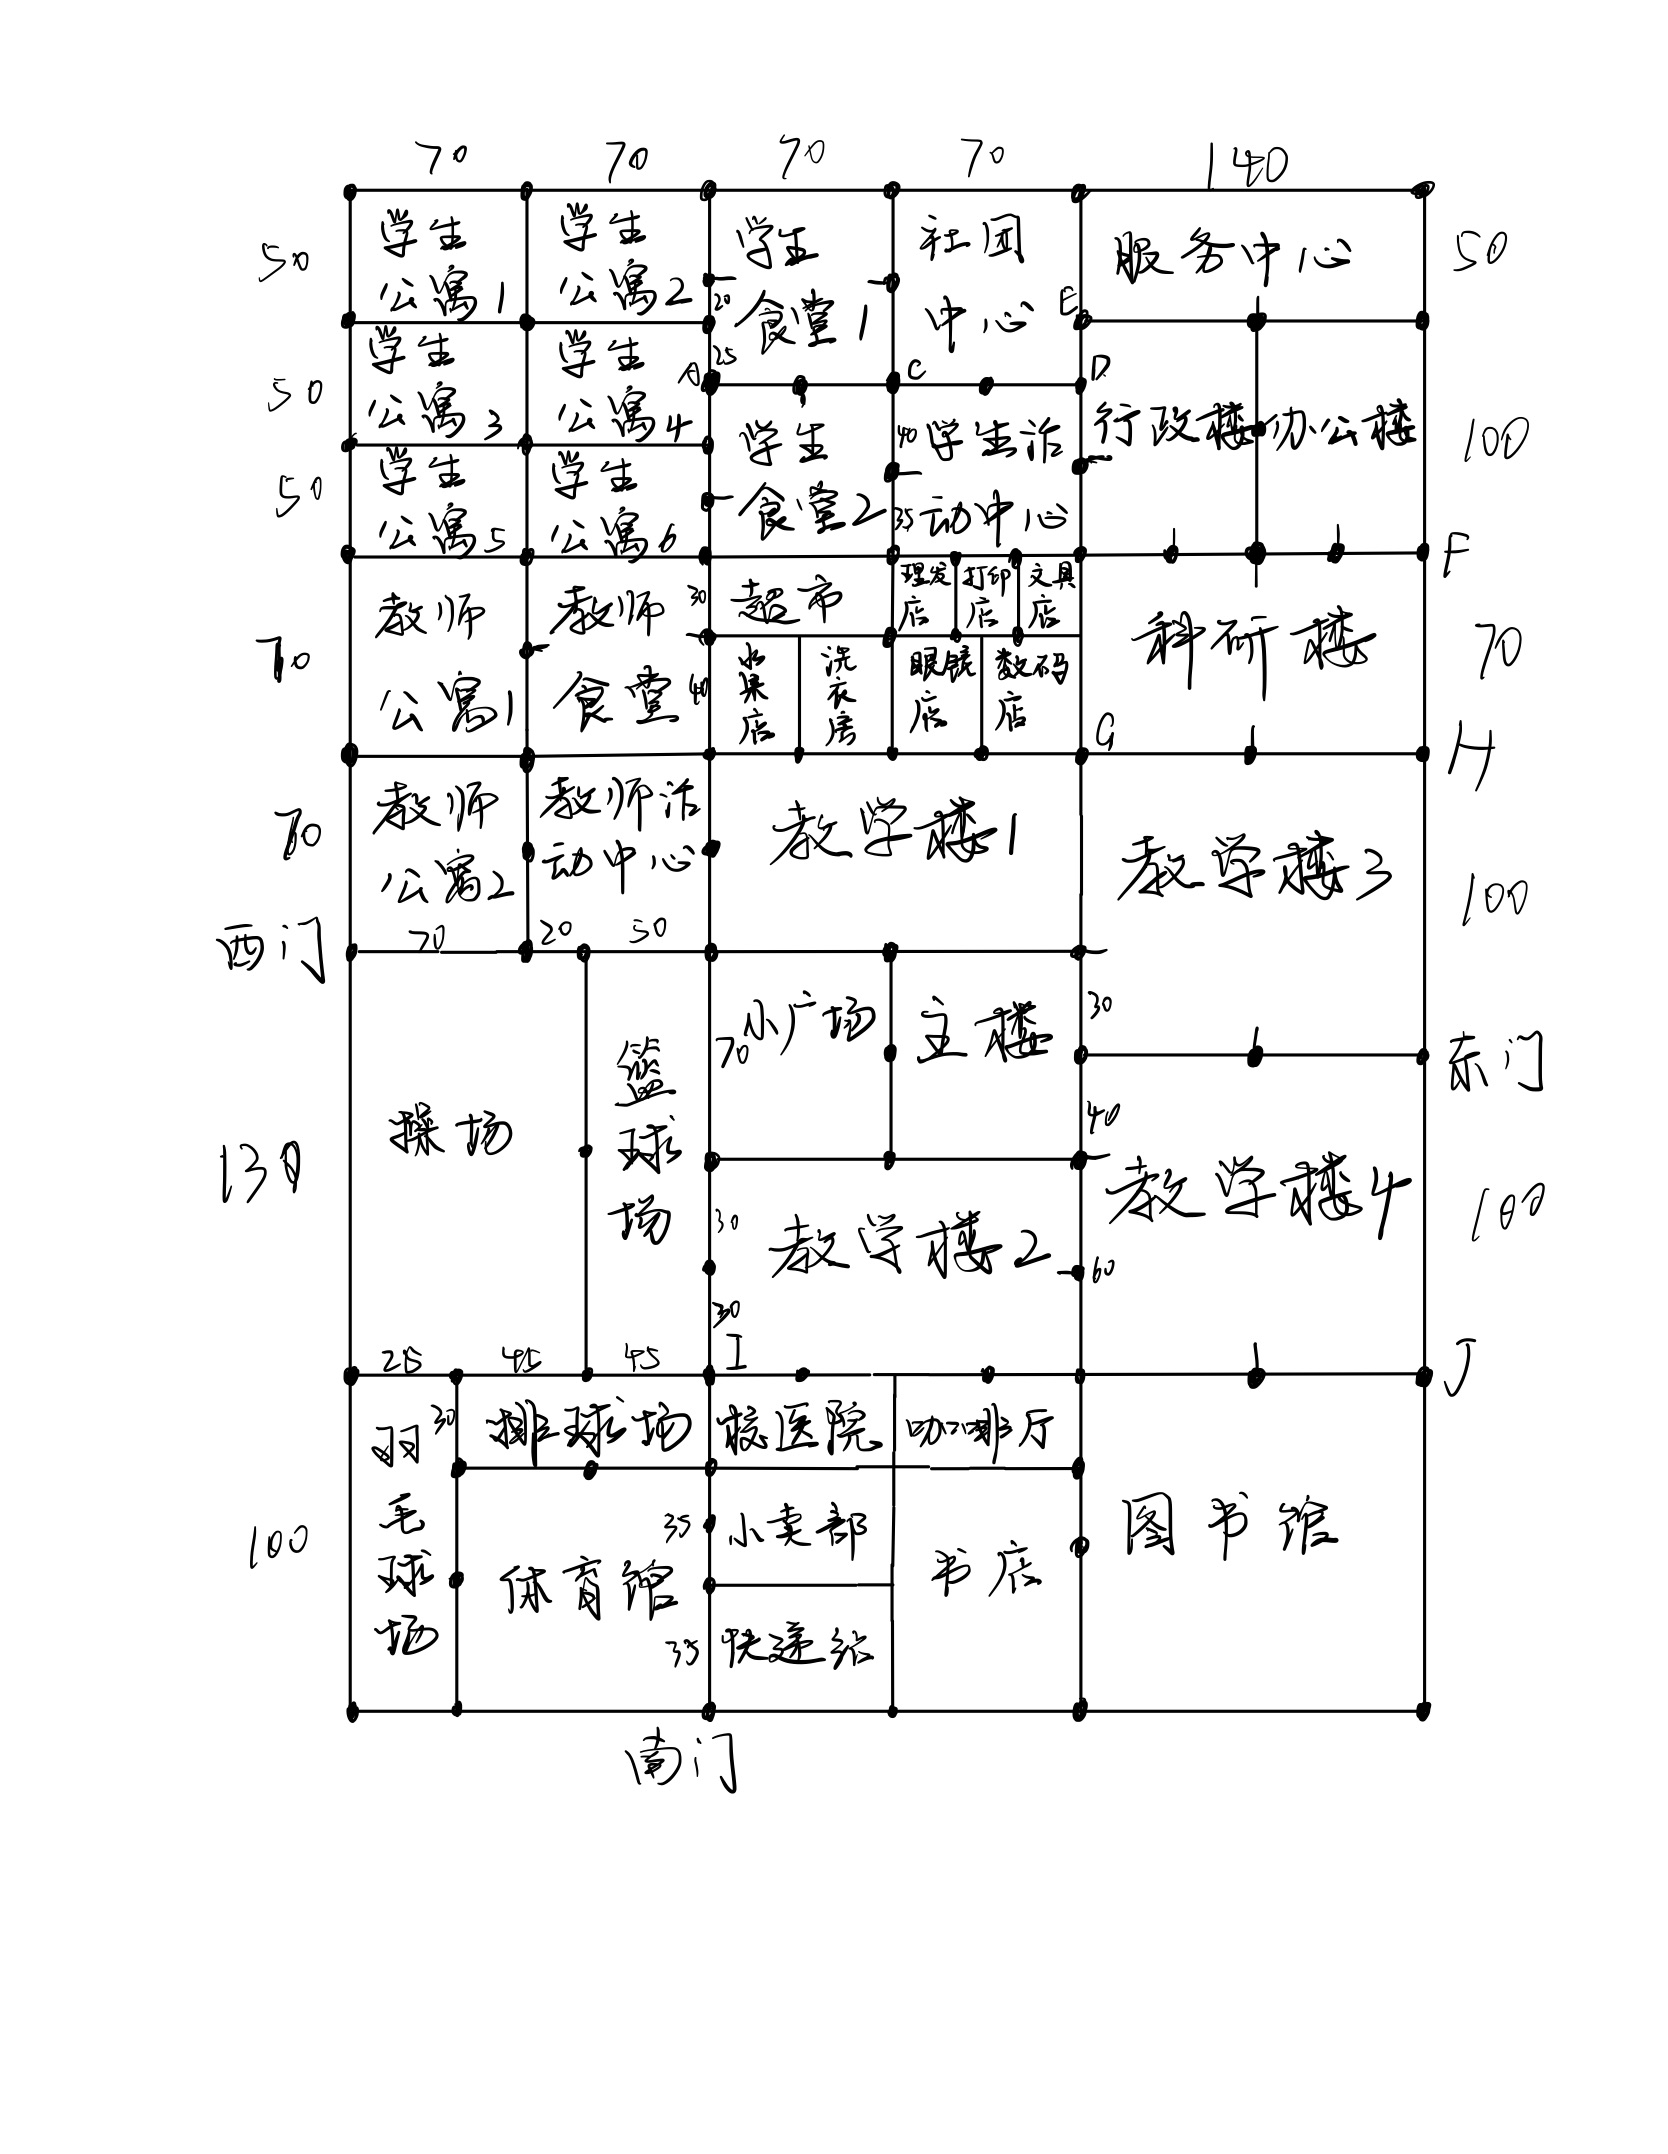 70 70 70 70 140
50 学生 学生 学生 社团 服务中心 50
公寓1 公寓2 20 食堂1 中心 E
学生 学生 A 25 C D
50 公寓3 公寓4 学生 40 学生活 行政楼 办公楼 100
50 学生 学生 食堂2 35 动中心
公寓5 公寓6 F
教师 教师 30 超市 理发店 打印店 文具店 科研楼 70
70 公寓1 食堂 40 水果店 洗衣房 眼镜店 数码店 G H
70 教师 教师活 教学楼1 教学楼3 100
公寓2 动中心
西门 70 20 50
小广场 主楼 30
70 东门
130 操场 篮球场 40
30 教学楼2 60 教学楼4 100
30
25 45 45 I J
羽毛球场 30 排球场 校医院 咖啡厅
100 体育馆 35 小卖部 书店 图书馆
35 快递站
南门